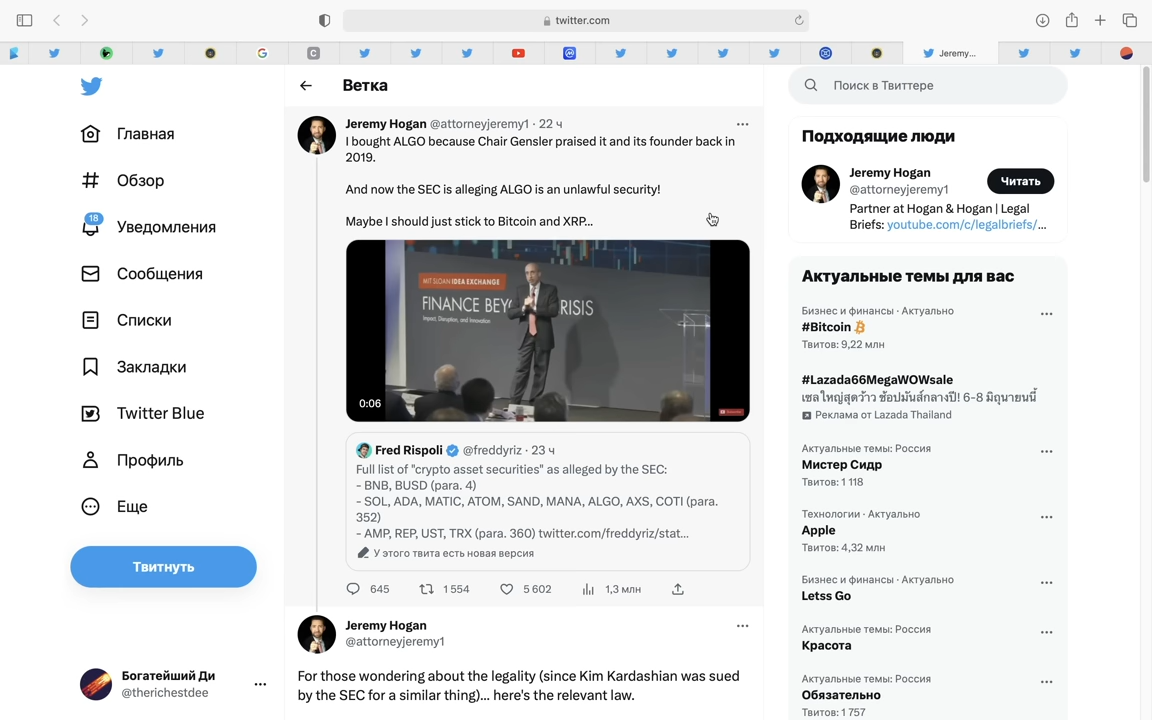 twitter.com
Jeremy...
Главная
Обзор
18
Уведомления
Сообщения
Списки
Закладки
Twitter Blue
Профиль
Еще
Твитнуть
Богатейший Ди
@therichestdee
Ветка
Jeremy Hogan @attorneyjeremy1 · 22 ч
I bought ALGO because Chair Gensler praised it and its founder back in
2019.
And now the SEC is alleging ALGO is an unlawful security!
Maybe I should just stick to Bitcoin and XRP...
MIT SLOAN IDEA EXCHANGE
FINANCE BEY RISIS
Impact, Disruption, and Innovation
0:06
Fred Rispoli @freddyriz · 23 ч
Full list of "crypto asset securities" as alleged by the SEC:
- BNB, BUSD (para. 4)
- SOL, ADA, MATIC, ATOM, SAND, MANA, ALGO, AXS, COTI (para.
352)
- AMP, REP, UST, TRX (para. 360) twitter.com/freddyriz/stat...
У этого твита есть новая версия
645 1 554 5 602 1,3 млн
Jeremy Hogan
@attorneyjeremy1
For those wondering about the legality (since Kim Kardashian was sued
by the SEC for a similar thing)... here's the relevant law.
Поиск в Твиттере
Подходящие люди
Jeremy Hogan
@attorneyjeremy1
Читать
Partner at Hogan & Hogan | Legal
Briefs: youtube.com/c/legalbriefs/...
Актуальные темы для вас
Бизнес и финансы · Актуально
#Bitcoin
Твитов: 9,22 млн
#Lazada66MegaWOWsale
เซลใหญ่สุดว้าว ช้อปมันส์กลางปี! 6-8 มิถุนายนนี้
Реклама от Lazada Thailand
Актуальные темы: Россия
Мистер Сидр
Твитов: 1 118
Технологии · Актуально
Apple
Твитов: 4,32 млн
Бизнес и финансы · Актуально
Letss Go
Актуальные темы: Россия
Красота
Актуальные темы: Россия
Обязательно
Твитов: 1 757